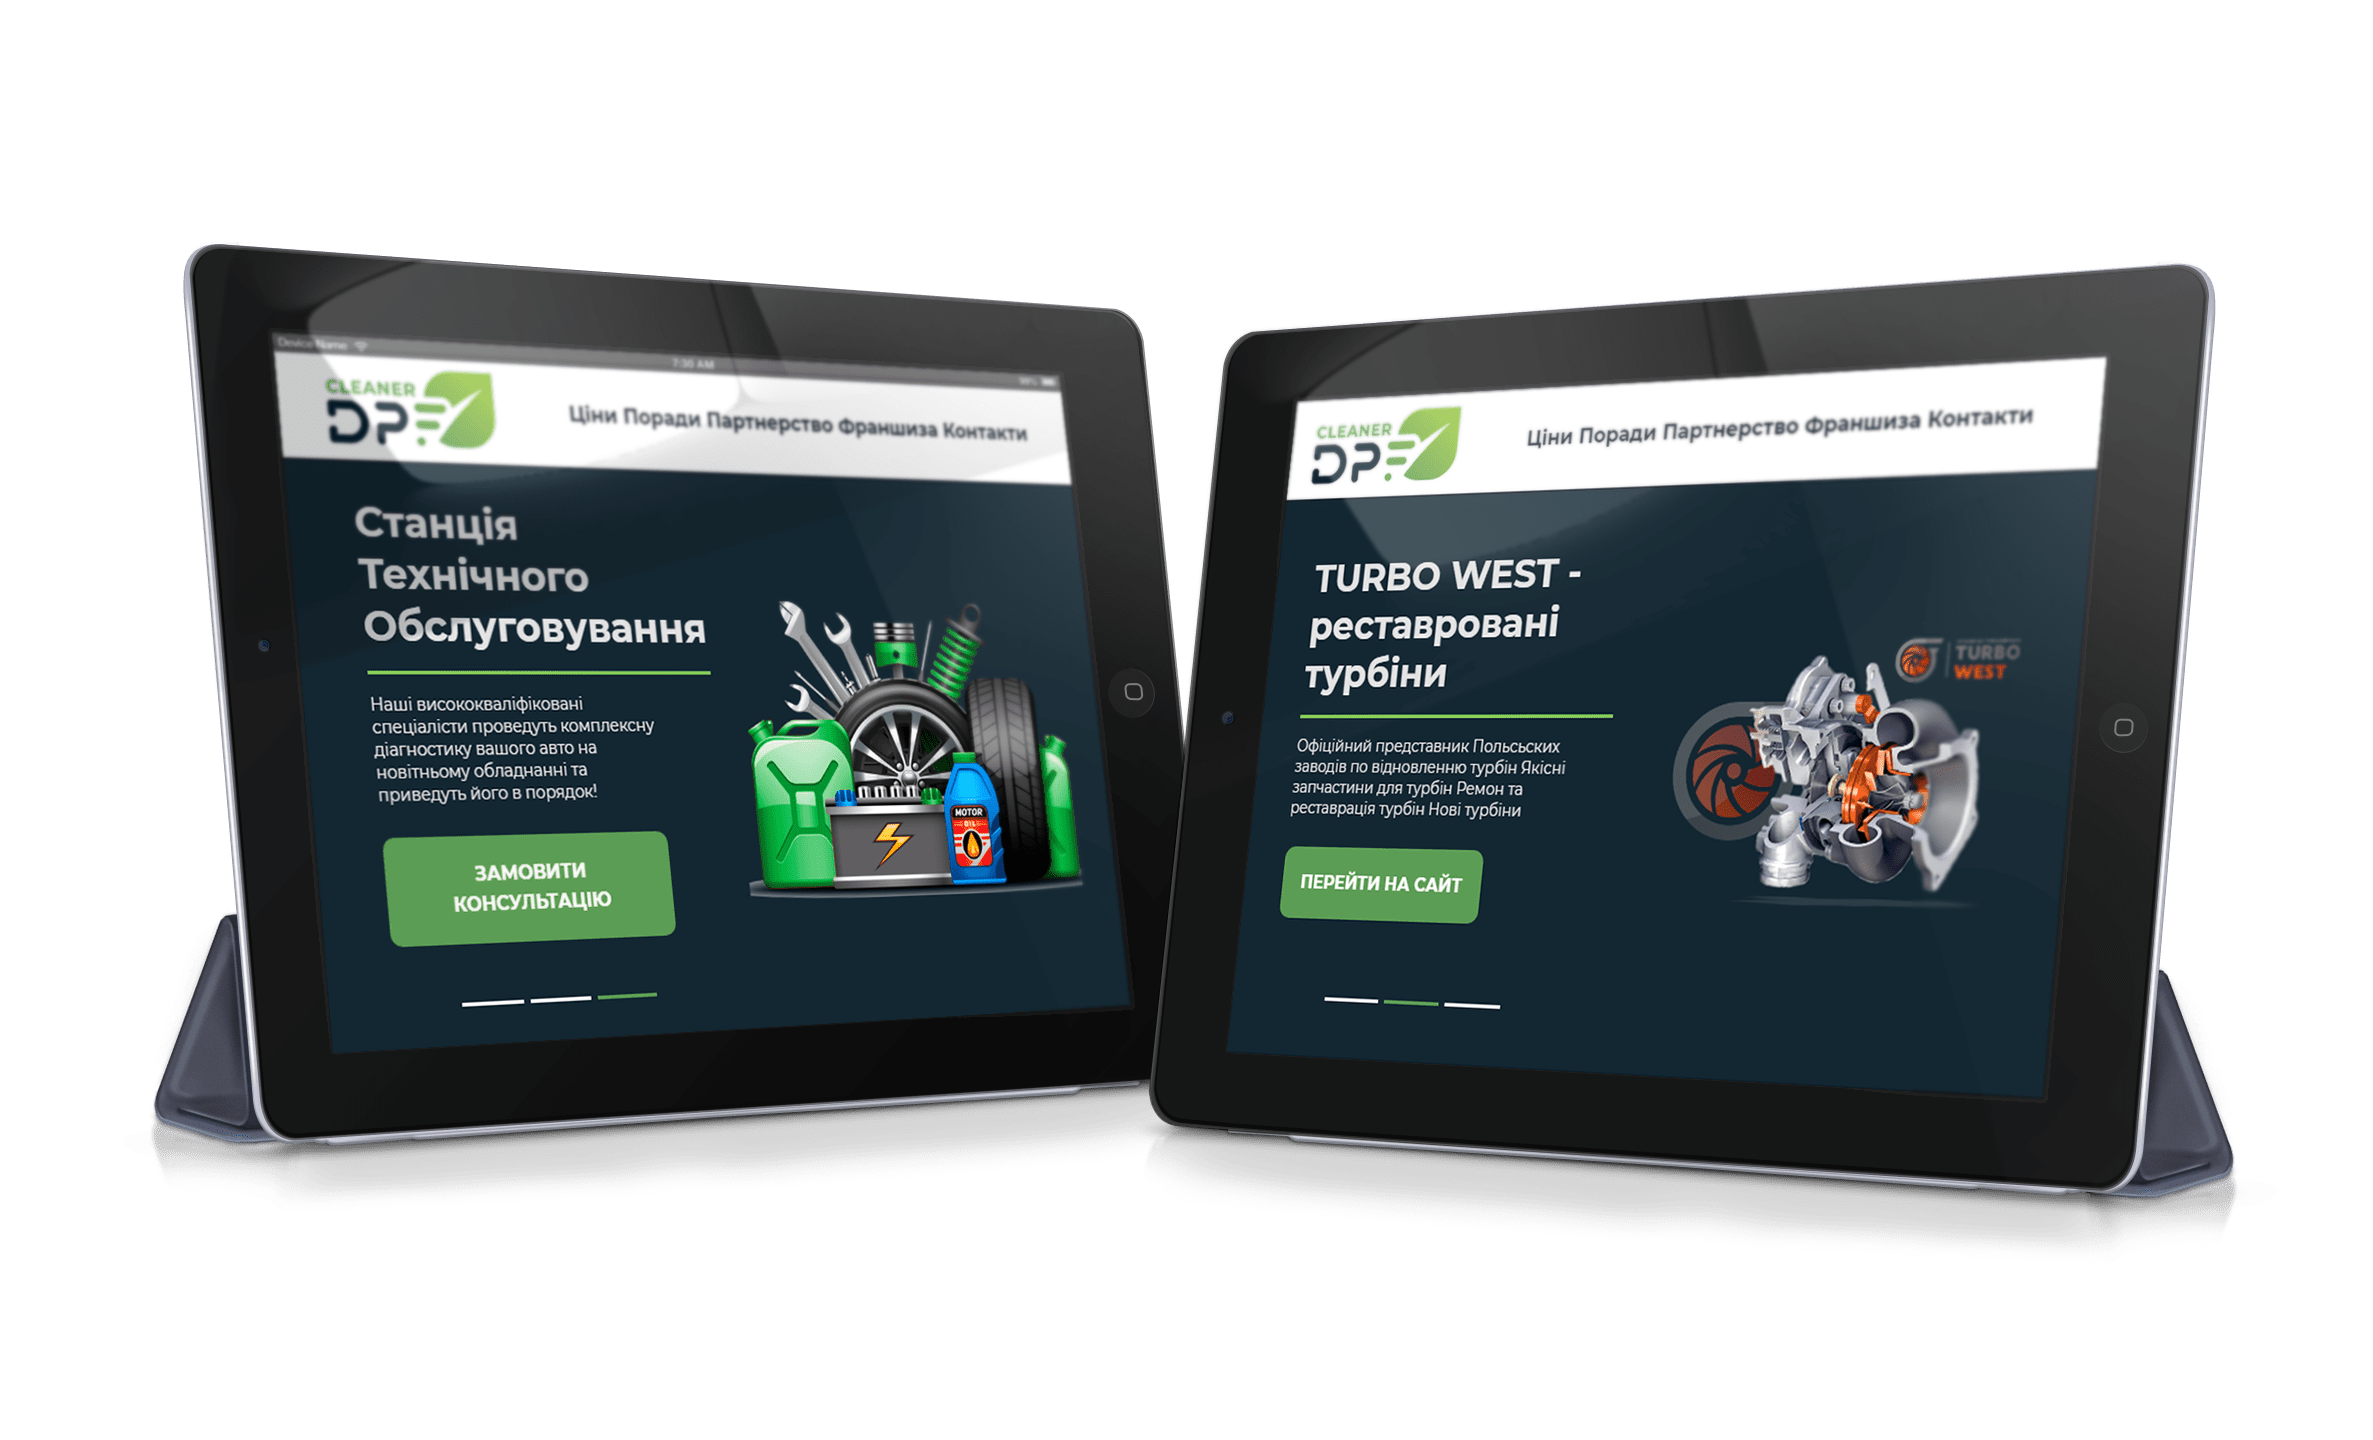 Device Name
7:30 AM
CLEANER
DPF
Ціни Поради Партнерство Франшиза Контакти
Станція
Технічного
Обслуговування
Наші висококваліфіковані
спеціалісти проведуть комплексну
діагностику вашого авто на
новітньому обладнанні та
приведуть його в порядок!
ЗАМОВИТИ
КОНСУЛЬТАЦІЮ
MOTOR
OIL
CLEANER
DPF
Ціни Поради Партнерство Франшиза Контакти
TURBO WEST -
реставровані
турбіни
Офіційний представник Польсьских
заводів по відновленню турбін Якісні
запчастини для турбін Ремон та
реставрація турбін Нові турбіни
ПЕРЕЙТИ НА САЙТ
TURBO
WEST